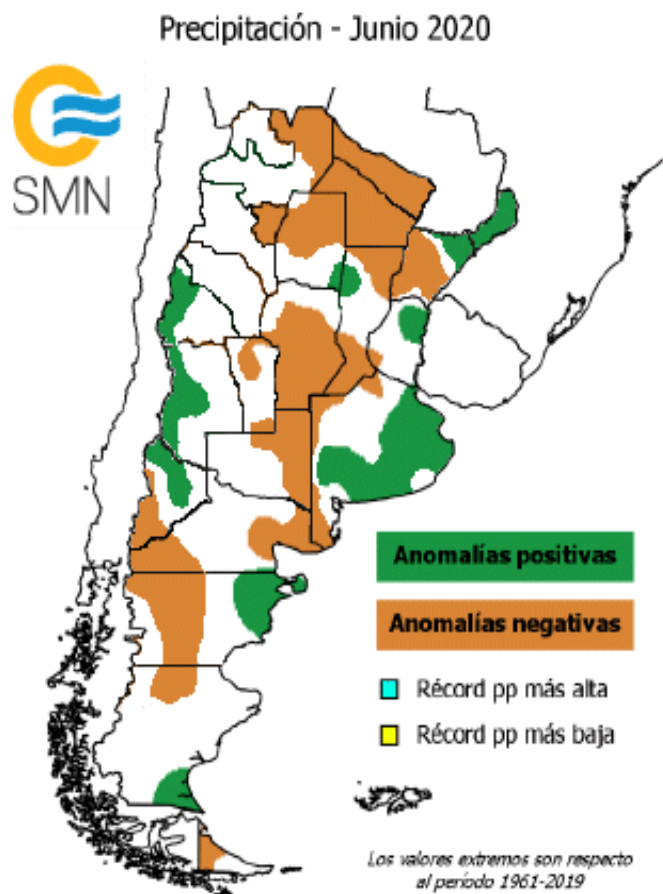 Precipitación - Junio 2020
SMN
Anomalías positivas
Anomalías negativas
Récord pp más alta
Récord pp más baja
Los valores extremos son respecto
al período 1961-2019